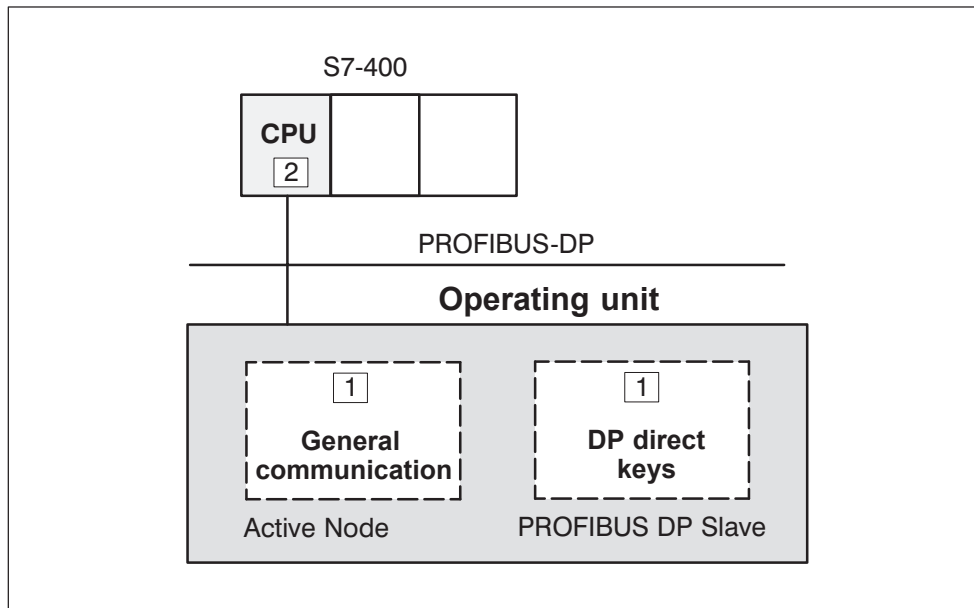 S7-400
CPU
2
PROFIBUS-DP
Operating unit
1
General
communication
Active Node
1
DP direct
keys
PROFIBUS DP Slave